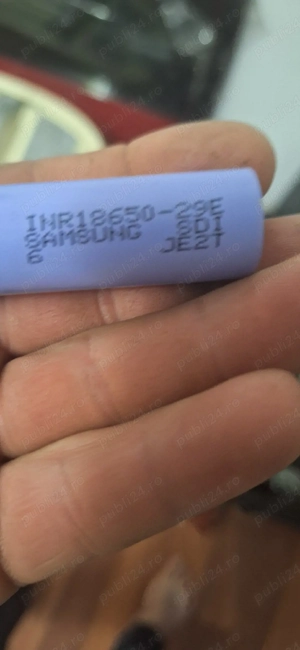 INR18650-29E
SAMSUNG SDI
6 JE2T